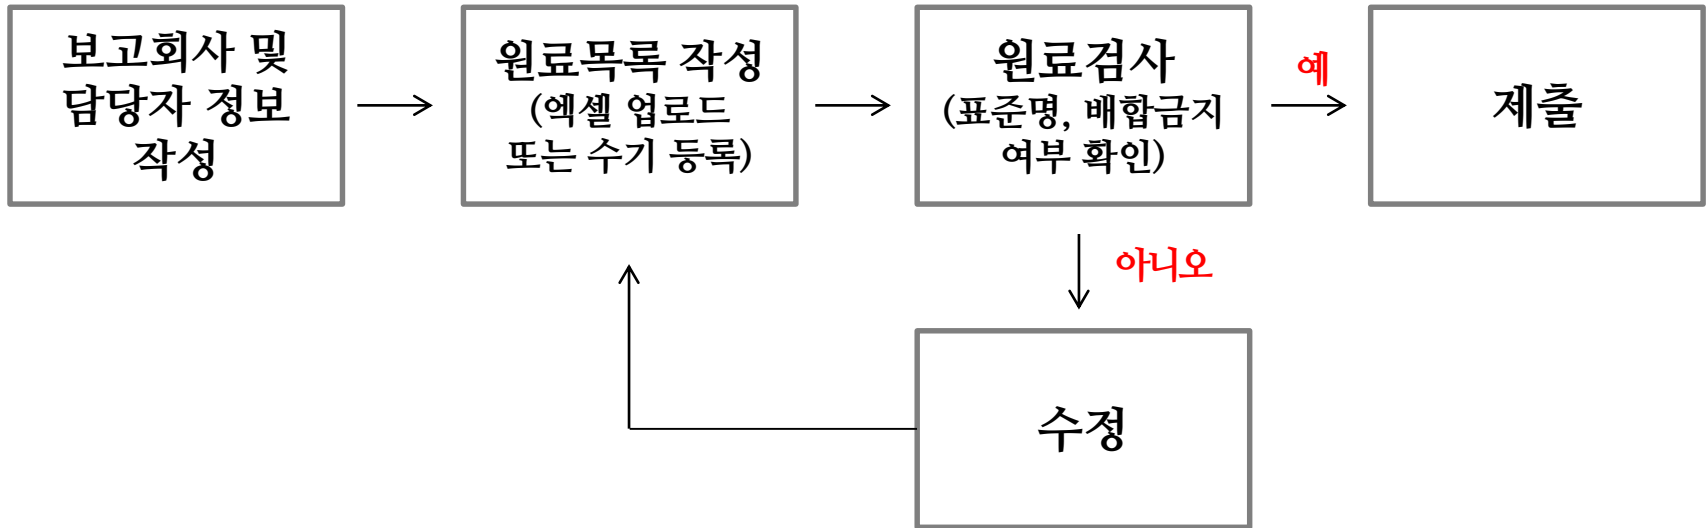 보고회사 및
담당자 정보
작성
원료목록 작성
(엑셀 업로드
또는 수기 등록)
원료검사
(표준명, 배합금지
여부 확인)
예
제출
아니오
수정